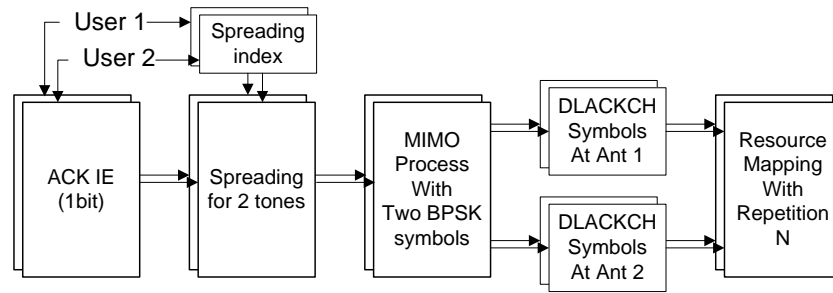 User 1
User 2
Spreading
index
ACK IE
(1bit)
Spreading
for 2 tones
MIMO
Process
With
Two BPSK
symbols
DLACKCH
Symbols
At Ant 1
DLACKCH
Symbols
At Ant 2
Resource
Mapping
With
Repetition
N